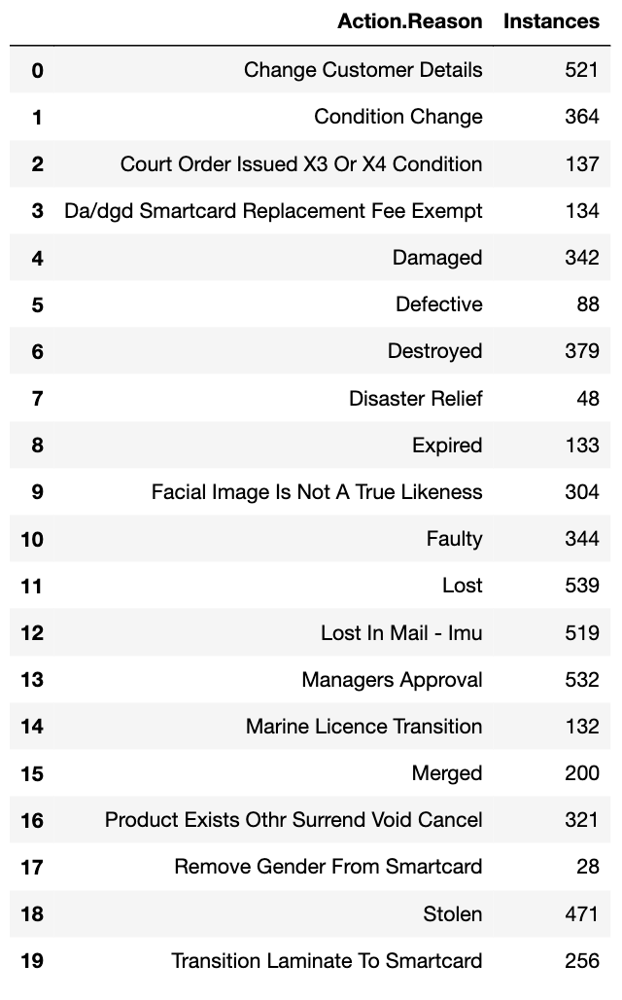 Action.Reason Instances
0 Change Customer Details 521
1 Condition Change 364
2 Court Order Issued X3 Or X4 Condition 137
3 Da/dgd Smartcard Replacement Fee Exempt 134
4 Damaged 342
5 Defective 88
6 Destroyed 379
7 Disaster Relief 48
8 Expired 133
9 Facial Image Is Not A True Likeness 304
10 Faulty 344
11 Lost 539
12 Lost In Mail - Imu 519
13 Managers Approval 532
14 Marine Licence Transition 132
15 Merged 200
16 Product Exists Othr Surrend Void Cancel 321
17 Remove Gender From Smartcard 28
18 Stolen 471
19 Transition Laminate To Smartcard 256